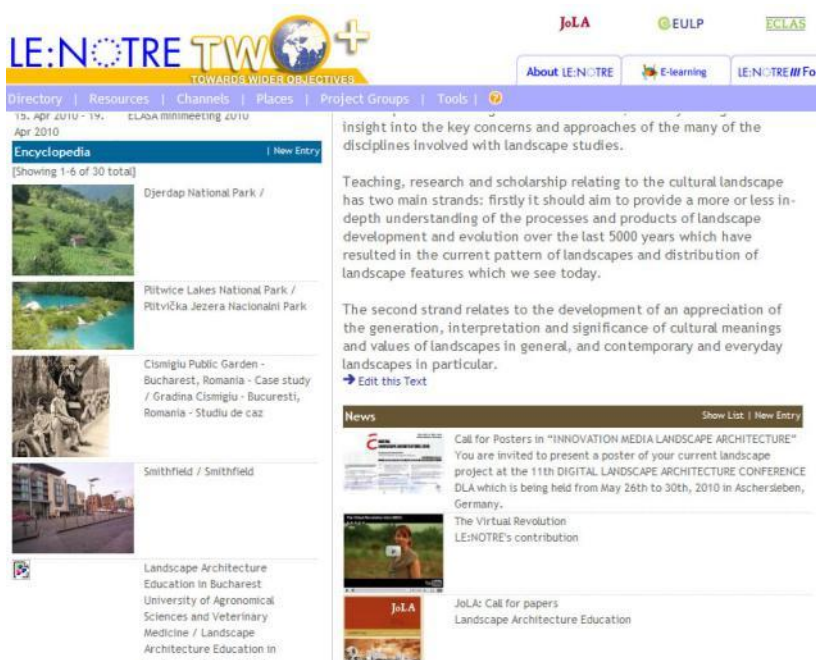 JoLA
EULP
ECLAS
LE:NOTRE TWO+
TOWARDS WIDER OBJECTIVES
About LE:NOTRE
E-learning
LE:NOTRE III Fo
Directory | Resources | Channels | Places | Project Groups | Tools |
15. Apr 2010 - 19. ELASA minimeeting 2010
Apr 2010
Encyclopedia | New Entry
[Showing 1-6 of 30 total]
Djerdap National Park /
Plitwice Lakes National Park /
Plitvička Jezera Nacionalni Park
Cismigiu Public Garden -
Bucharest, Romania - Case study
/ Gradina Cismigiu - Bucuresti,
Romania - Studiu de caz
Smithfield / Smithfield
Landscape Architecture
Education in Bucharest
University of Agronomical
Sciences and Veterinary
Medicine / Landscape
Architecture Education in
insight into the key concerns and approaches of the many of the
disciplines involved with landscape studies.
Teaching, research and scholarship relating to the cultural landscape
has two main strands: firstly it should aim to provide a more or less in-
depth understanding of the processes and products of landscape
development and evolution over the last 5000 years which have
resulted in the current pattern of landscapes and distribution of
landscape features which we see today.
The second strand relates to the development of an appreciation of
the generation, interpretation and significance of cultural meanings
and values of landscapes in general, and contemporary and everyday
landscapes in particular.
Edit this Text
News Show List | New Entry
Call for Posters in “INNOVATION MEDIA LANDSCAPE ARCHITECTURE”
You are invited to present a poster of your current landscape
project at the 11th DIGITAL LANDSCAPE ARCHITECTURE CONFERENCE
DLA which is being held from May 26th to 30th, 2010 in Aschersleben,
Germany.
The Virtual Revolution
LE:NOTRE's contribution
JoLA
JoLA: Call for papers
Landscape Architecture Education